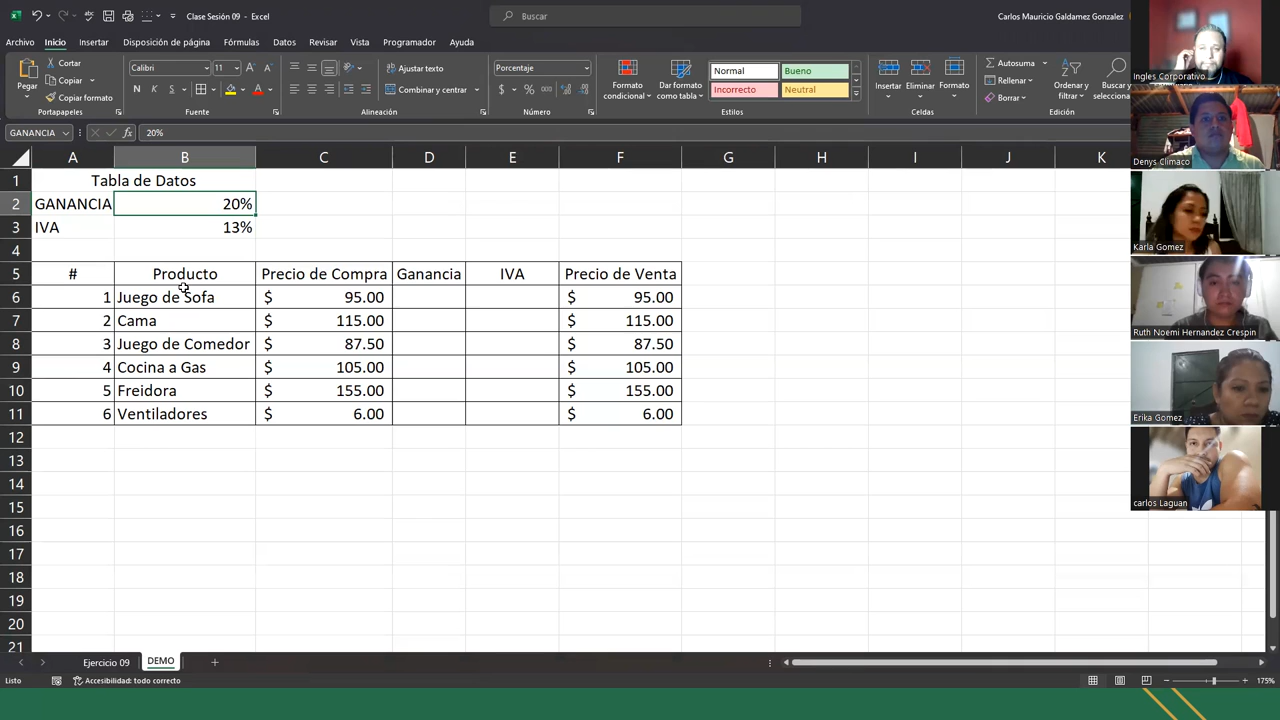 Clase Sesión 09 - Excel
Buscar
Carlos Mauricio Galdamez Gonzalez
Archivo Inicio Insertar Disposición de página Fórmulas Datos Revisar Vista Programador Ayuda
Pegar
Cortar
Copiar
Copiar formato
Portapapeles
Calibri 11
N K S
Fuente
Ajustar texto
Combinar y centrar
Alineación
Porcentaje
$ % 000
Número
Formato condicional
Dar formato como tabla
Normal Bueno
Incorrecto Neutral
Estilos
Insertar Eliminar Formato
Celdas
Autosuma
Rellenar
Borrar
Ordenar y filtrar
Buscar y selecciona
Edición
GANANCIA fx 20%
A B C D E F G H I J K
1 Tabla de Datos
2 GANANCIA 20%
3 IVA 13%
4
5 # Producto Precio de Compra Ganancia IVA Precio de Venta
6 1 Juego de Sofa $ 95.00 $ 95.00
7 2 Cama $ 115.00 $ 115.00
8 3 Juego de Comedor $ 87.50 $ 87.50
9 4 Cocina a Gas $ 105.00 $ 105.00
10 5 Freidora $ 155.00 $ 155.00
11 6 Ventiladores $ 6.00 $ 6.00
12
13
14
15
16
17
18
19
20
21
Ejercicio 09 DEMO
Listo Accesibilidad: todo correcto 175%
Ingles Corporativo
Denys Climaco
Karla Gomez
Ruth Noemi Hernandez Crespin
Erika Gomez
carlos Laguan